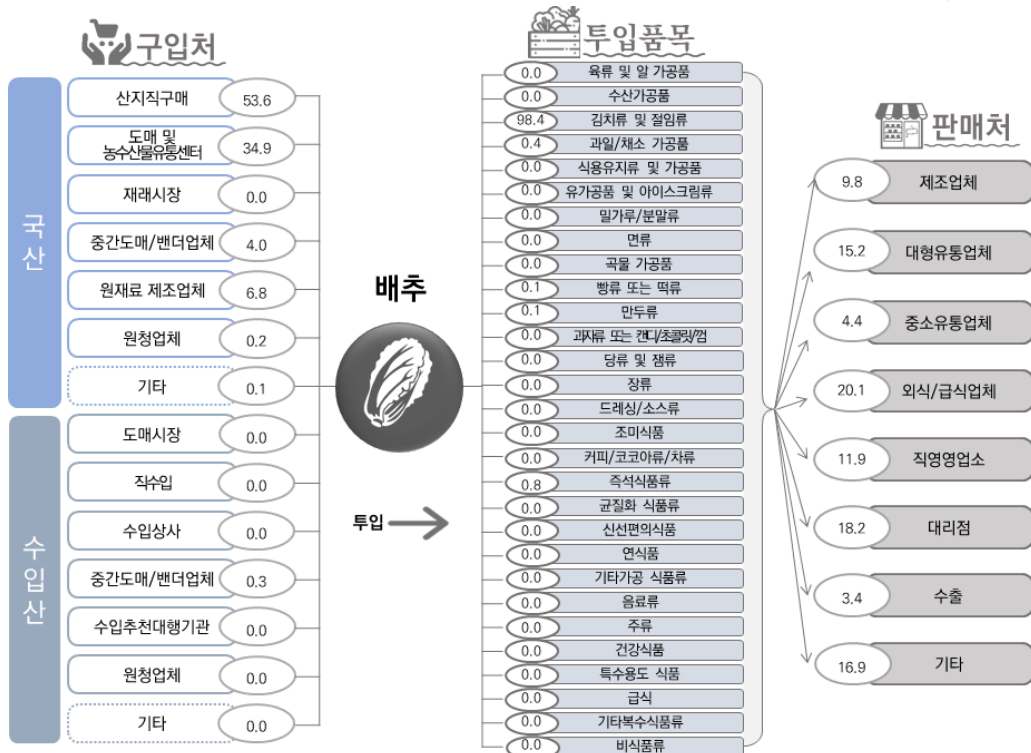 구입처
국산
산지직구매 53.6
도매 및
농수산물유통센터 34.9
재래시장 0.0
중간도매/밴더업체 4.0
원재료 제조업체 6.8
원청업체 0.2
기타 0.1
수입산
도매시장 0.0
직수입 0.0
수입상사 0.0
중간도매/밴더업체 0.3
수입추천대행기관 0.0
원청업체 0.0
기타 0.0
배추
투입
투입품목
0.0 육류 및 알 가공품
0.0 수산가공품
98.4 김치류 및 절임류
0.4 과일/채소 가공품
0.0 식용유지류 및 가공품
0.0 유가공품 및 아이스크림류
0.0 밀가루/분말류
0.0 면류
0.0 곡물 가공품
0.1 빵류 또는 떡류
0.1 만두류
0.0 과자류 또는 캔디/초콜릿/껌
0.0 당류 및 잼류
0.0 장류
0.0 드레싱/소스류
0.0 조미식품
0.0 커피/코코아류/차류
0.8 즉석식품류
0.0 균질화 식품류
0.0 신선편의식품
0.0 연식품
0.0 기타가공 식품류
0.0 음료류
0.0 주류
0.0 건강식품
0.0 특수용도 식품
0.0 급식
0.0 기타복수식품류
0.0 비식품류
판매처
9.8 제조업체
15.2 대형유통업체
4.4 중소유통업체
20.1 외식/급식업체
11.9 직영영업소
18.2 대리점
3.4 수출
16.9 기타